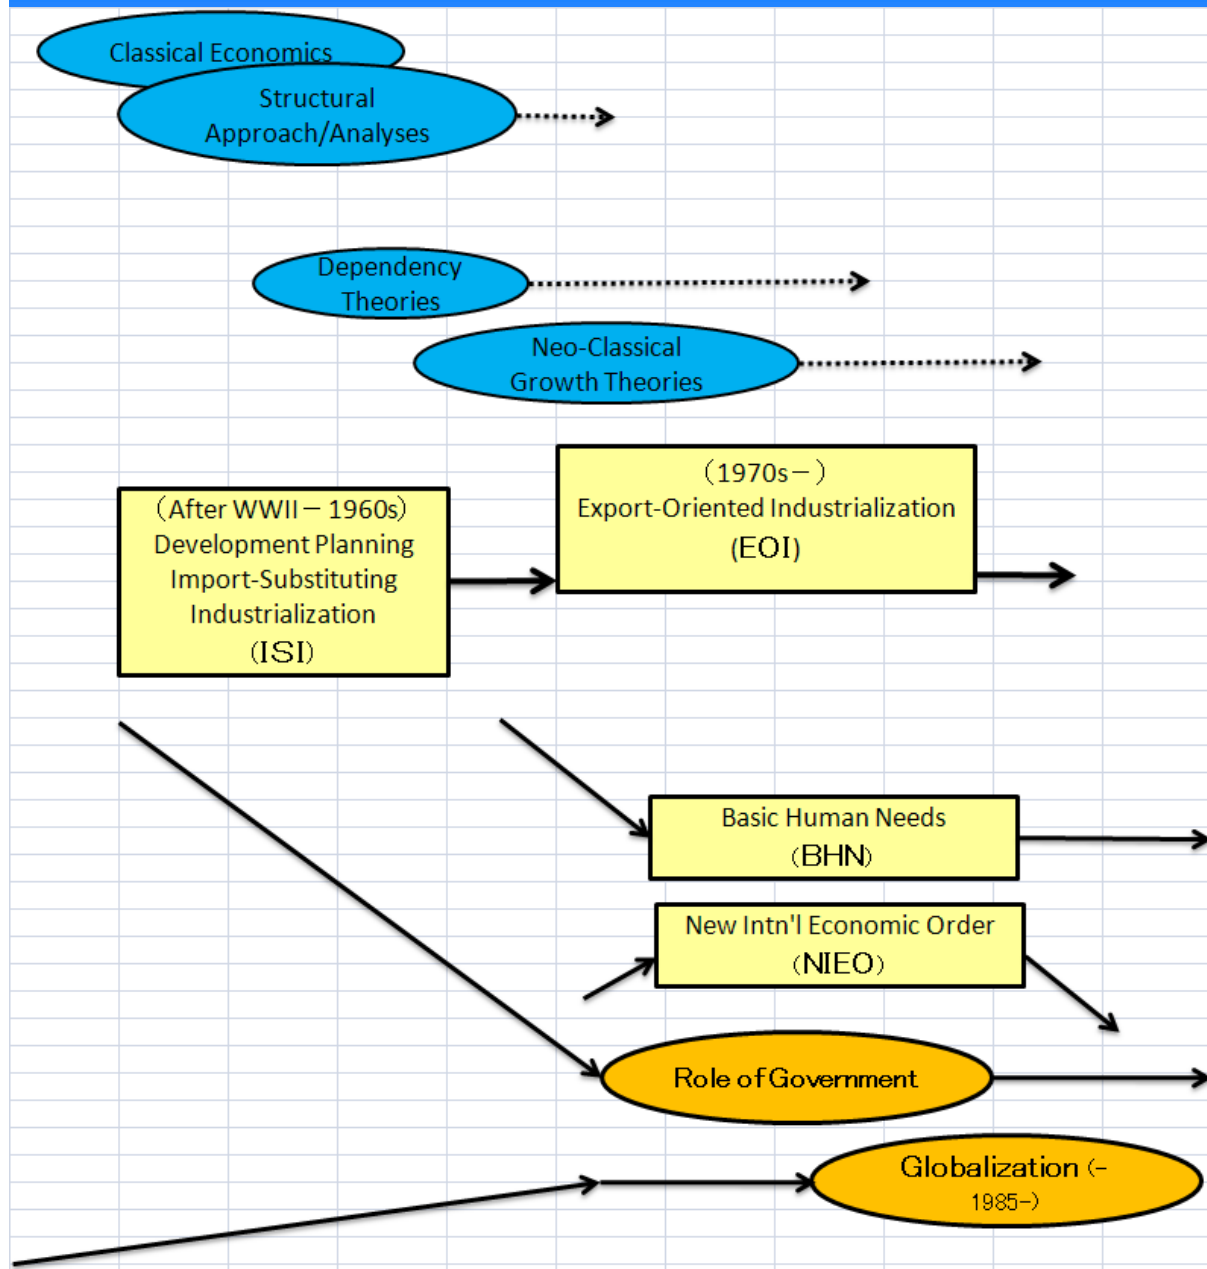 Classical Economics
Structural
Approach/Analyses
Dependency
Theories
Neo-Classical
Growth Theories
（1970s－）
Export-Oriented Industrialization
(EOI)
（After WWII－1960s）
Development Planning
Import-Substituting
Industrialization
(ISI)
Basic Human Needs
（BHN）
New Intn'l Economic Order
（NIEO）
Role of Government
Globalization (-
1985-)